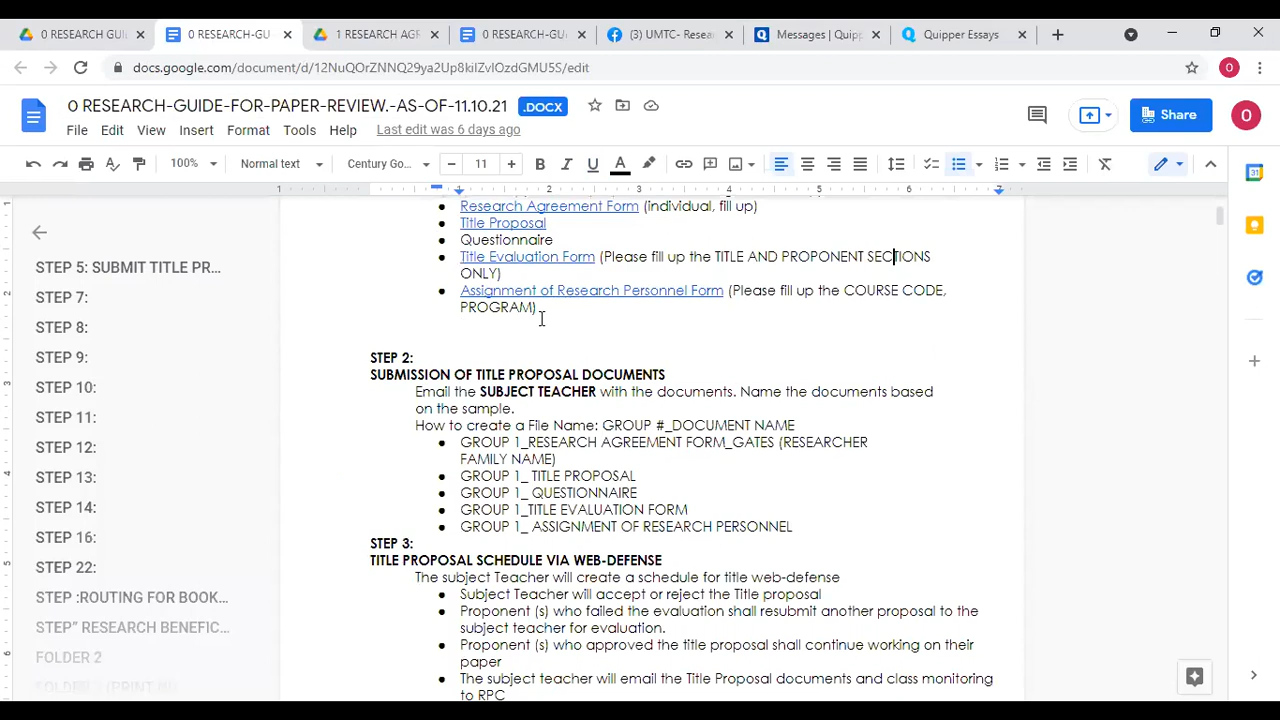 0 RESEARCH GUI
0 RESEARCH-GU
1 RESEARCH AGR
0 RESEARCH-GU
(3) UMTC- Resea
Messages | Quipp
Quipper Essays
docs.google.com/document/d/12NuQOrZNNQ29ya2Up8kiIZvlOzdGMU5S/edit
0 RESEARCH-GUIDE-FOR-PAPER-REVIEW.-AS-OF-11.10.21 .DOCX
Share
File Edit View Insert Format Tools Help Last edit was 6 days ago
100% Normal text Century Go... 11
1 1 2 3 4 5 6 7
STEP 5: SUBMIT TITLE PR...
STEP 7:
STEP 8:
STEP 9:
STEP 10:
STEP 11:
STEP 12:
STEP 13:
STEP 14:
STEP 16:
STEP 22:
STEP :ROUTING FOR BOOK...
STEP” RESEARCH BENEFIC...
FOLDER 2
Research Agreement Form (individual, fill up)
Title Proposal
Questionnaire
Title Evaluation Form (Please fill up the TITLE AND PROPONENT SECTIONS
ONLY)
Assignment of Research Personnel Form (Please fill up the COURSE CODE,
PROGRAM)
STEP 2:
SUBMISSION OF TITLE PROPOSAL DOCUMENTS
Email the SUBJECT TEACHER with the documents. Name the documents based
on the sample.
How to create a File Name: GROUP #_DOCUMENT NAME
GROUP 1_RESEARCH AGREEMENT FORM_GATES (RESEARCHER
FAMILY NAME)
GROUP 1_ TITLE PROPOSAL
GROUP 1_ QUESTIONNAIRE
GROUP 1_TITLE EVALUATION FORM
GROUP 1_ ASSIGNMENT OF RESEARCH PERSONNEL
STEP 3:
TITLE PROPOSAL SCHEDULE VIA WEB-DEFENSE
The subject Teacher will create a schedule for title web-defense
Subject Teacher will accept or reject the Title proposal
Proponent (s) who failed the evaluation shall resubmit another proposal to the
subject teacher for evaluation.
Proponent (s) who approved the title proposal shall continue working on their
paper
The subject teacher will email the Title Proposal documents and class monitoring
to RPC